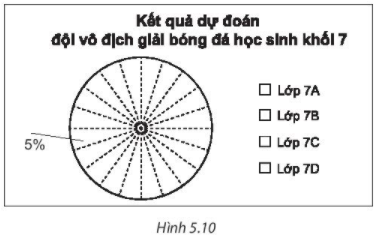 Kết quả dự đoán
đội vô địch giải bóng đá học sinh khối 7
5%
Lớp 7A
Lớp 7B
Lớp 7C
Lớp 7D
Hình 5.10